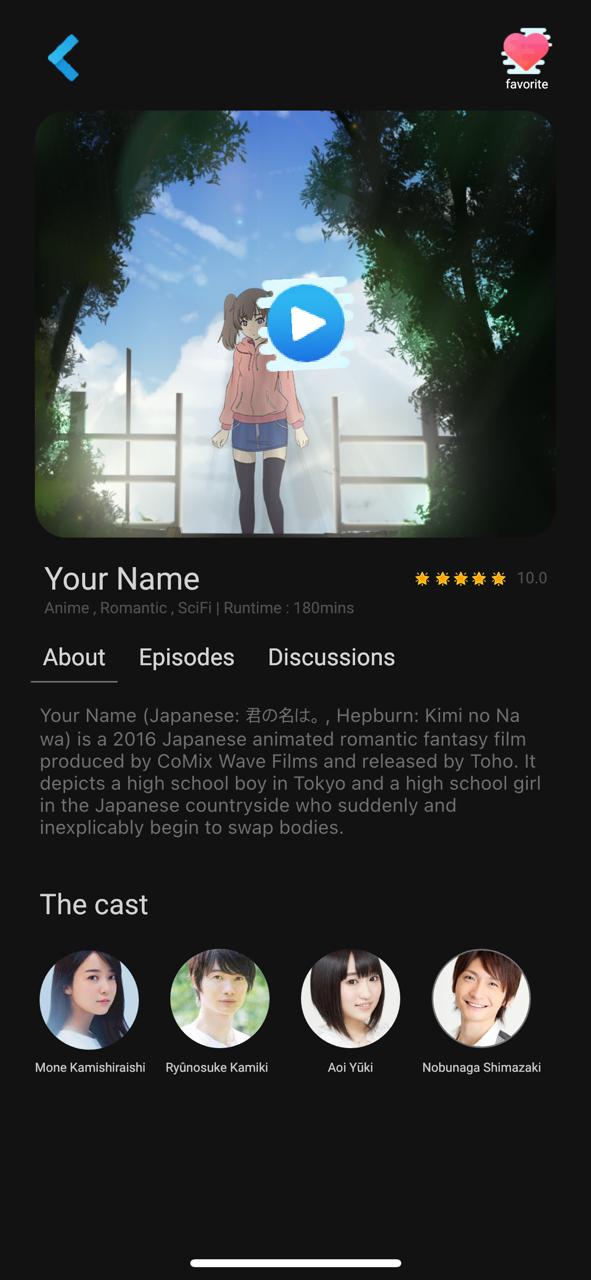 favorite
Your Name
10.0
Anime , Romantic , SciFi | Runtime : 180mins
About Episodes Discussions
Your Name (Japanese: 君の名は。 , Hepburn: Kimi no Na
wa) is a 2016 Japanese animated romantic fantasy film
produced by CoMix Wave Films and released by Toho. It
depicts a high school boy in Tokyo and a high school girl
in the Japanese countryside who suddenly and
inexplicably begin to swap bodies.
The cast
Mone Kamishiraishi Ryûnosuke Kamiki Aoi Yūki Nobunaga Shimazaki